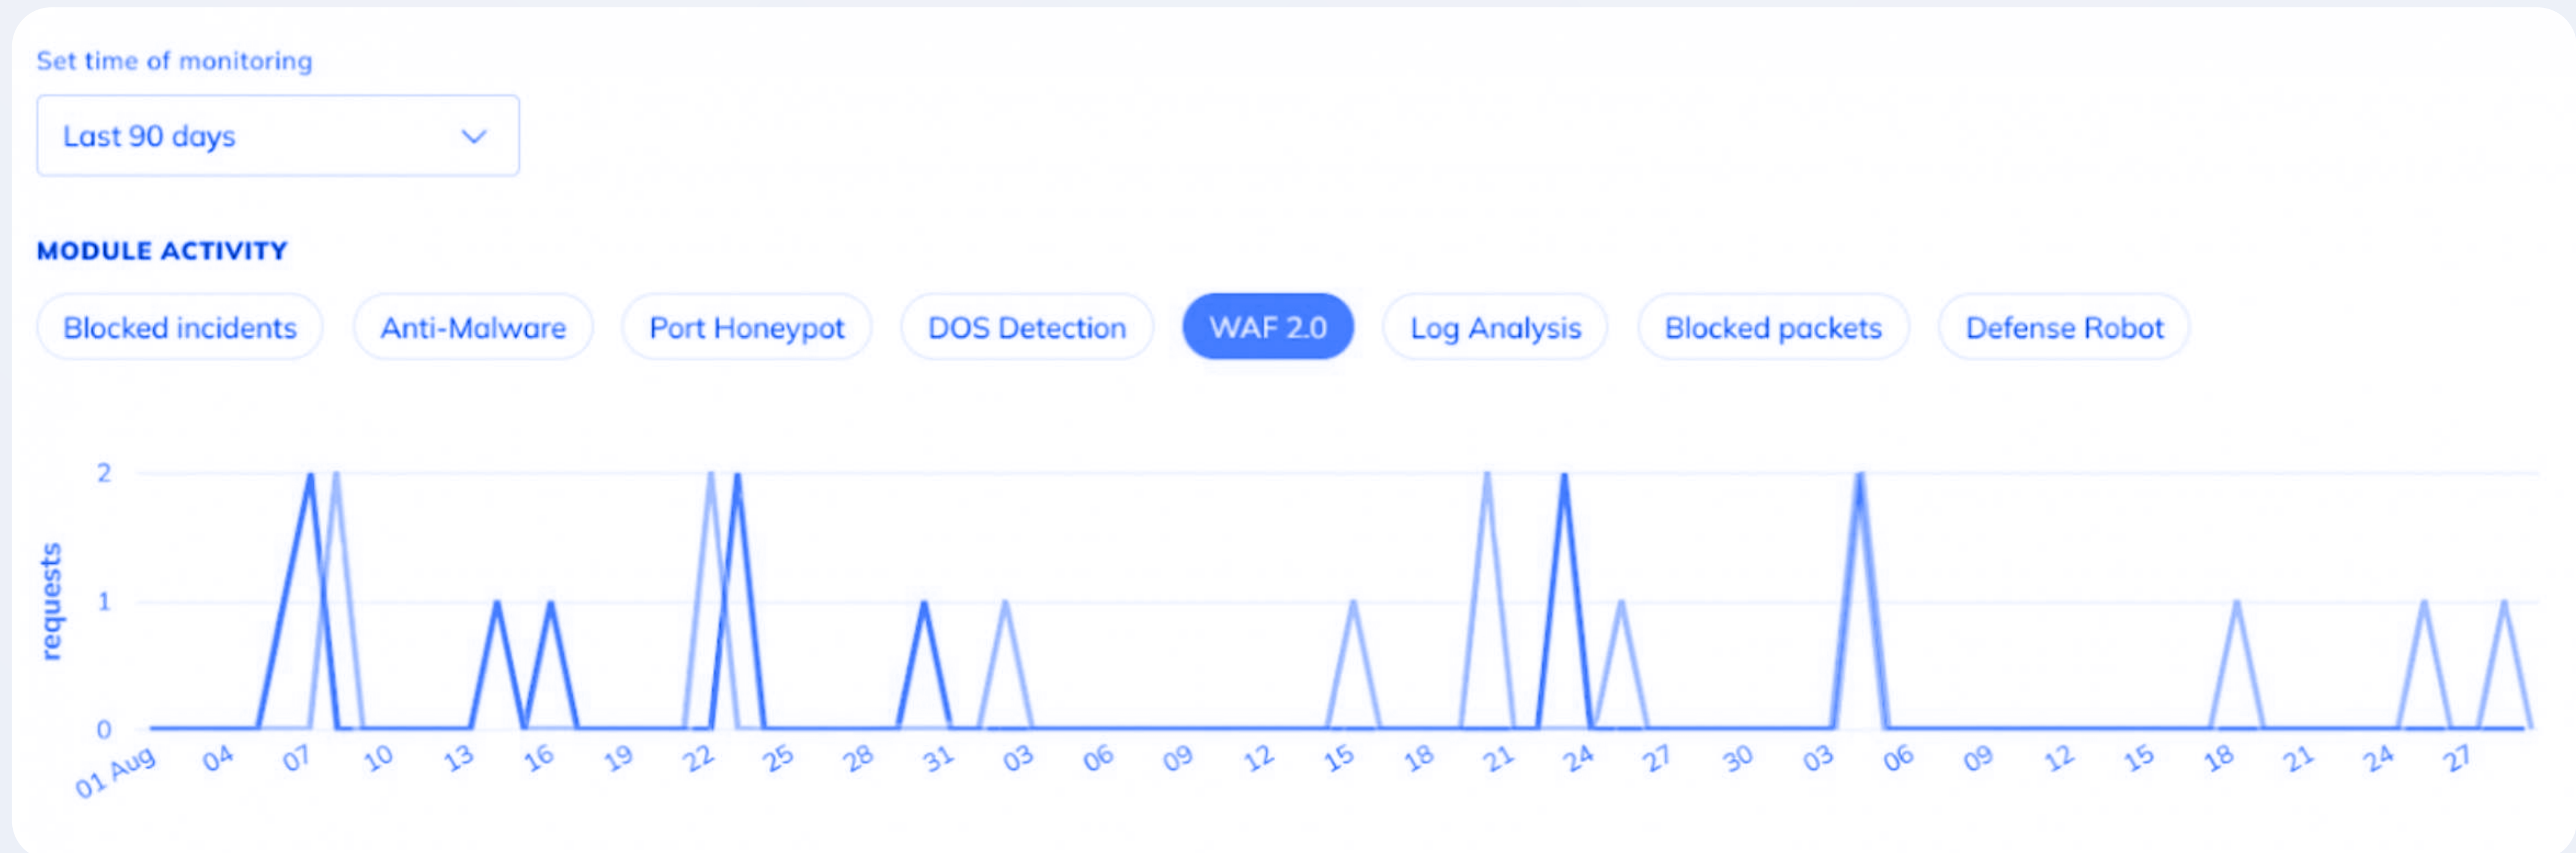 Set time of monitoring
Last 90 days
MODULE ACTIVITY
Blocked incidents Anti-Malware Port Honeypot DOS Detection WAF 2.0 Log Analysis Blocked packets Defense Robot
requests
2
1
0
01 Aug 04 07 10 13 16 19 22 25 28 31 03 06 09 12 15 18 21 24 27 30 03 06 09 12 15 18 21 24 27